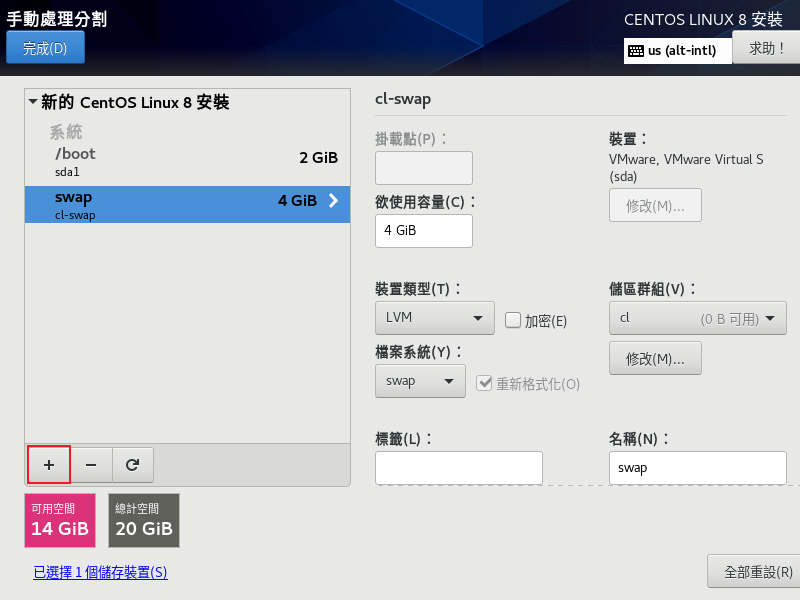 手動處理分割
CENTOS LINUX 8 安裝
完成(D)
us (alt-intl)
求助！
新的 CentOS Linux 8 安裝
系統
/boot
2 GiB
sda1
swap
4 GiB
cl-swap
cl-swap
掛載點(P)：
裝置：
VMware, VMware Virtual S
(sda)
修改(M)...
欲使用容量(C)：
4 GiB
裝置類型(T)：
儲區群組(V)：
LVM
加密(E)
cl
(0 B 可用)
檔案系統(Y)：
修改(M)...
swap
重新格式化(O)
標籤(L)：
名稱(N)：
swap
可用空間
14 GiB
總計空間
20 GiB
已選擇 1 個儲存裝置(S)
全部重設(R)